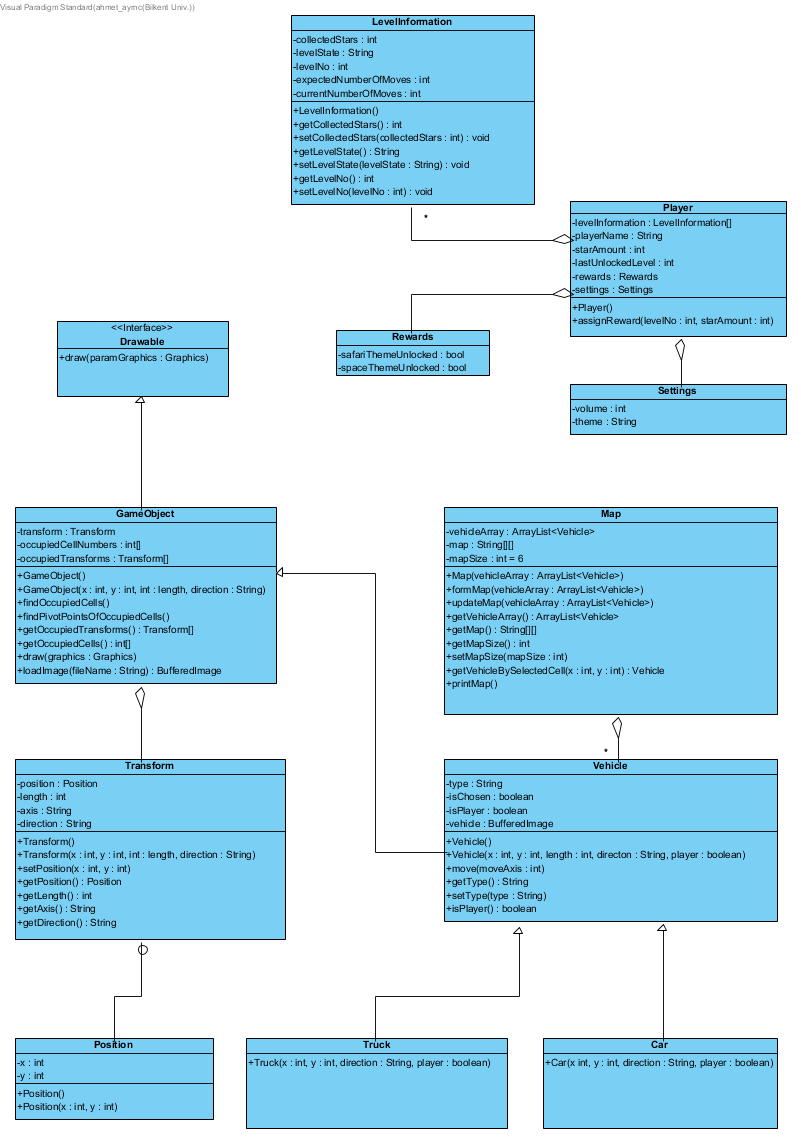 Visual Paradigm Standard(ahmet_aymc(Bilkent Univ.))
LevelInformation
-collectedStars : int
-levelState : String
-levelNo : int
-expectedNumberOfMoves : int
-currentNumberOfMoves : int
+LevelInformation()
+getCollectedStars() : int
+setCollectedStars(collectedStars : int) : void
+getLevelState() : String
+setLevelState(levelState : String) : void
+getLevelNo() : int
+setLevelNo(levelNo : int) : void
*
Player
-levelInformation : LevelInformation[]
-playerName : String
-starAmount : int
-lastUnlockedLevel : int
-rewards : Rewards
-settings : Settings
+Player()
+assignReward(levelNo : int, starAmount : int)
<<Interface>>
Drawable
+draw(paramGraphics : Graphics)
Rewards
-safariThemeUnlocked : bool
-spaceThemeUnlocked : bool
Settings
-volume : int
-theme : String
GameObject
-transform : Transform
-occupiedCellNumbers : int[]
-occupiedTransforms : Transform[]
+GameObject()
+GameObject(x : int, y : int, int : length, direction : String)
+findOccupiedCells()
+findPivotPointsOfOccupiedCells()
+getOccupiedTransforms() : Transform[]
+getOccupiedCells() : int[]
+draw(graphics : Graphics)
+loadImage(fileName : String) : BufferedImage
Map
-vehicleArray : ArrayList<Vehicle>
-map : String[][]
-mapSize : int = 6
+Map(vehicleArray : ArrayList<Vehicle>)
+formMap(vehicleArray : ArrayList<Vehicle>)
+updateMap(vehicleArray : ArrayList<Vehicle>)
+getVehicleArray() : ArrayList<Vehicle>
+getMap() : String[][]
+getMapSize() : int
+setMapSize(mapSize : int)
+getVehicleBySelectedCell(x : int, y : int) : Vehicle
+printMap()
*
Transform
-position : Position
-length : int
-axis : String
-direction : String
+Transform()
+Transform(x : int, y : int, int : length, direction : String)
+setPosition(x : int, y : int)
+getPosition() : Position
+getLength() : int
+getAxis() : String
+getDirection() : String
Vehicle
-type : String
-isChosen : boolean
-isPlayer : boolean
-vehicle : BufferedImage
+Vehicle()
+Vehicle(x : int, y : int, length : int, directon : String, player : boolean)
+move(moveAxis : int)
+getType() : String
+setType(type : String)
+isPlayer() : boolean
Position
-x : int
-y : int
+Position()
+Position(x : int, y : int)
Truck
+Truck(x : int, y : int, direction : String, player : boolean)
Car
+Car(x int, y : int, direction : String, player : boolean)